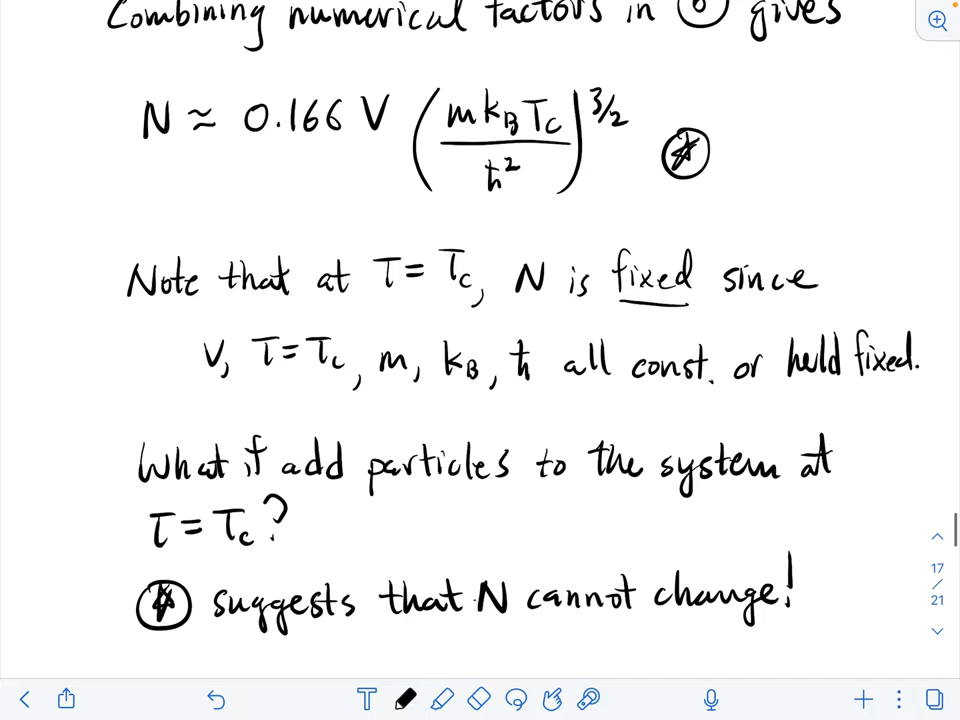 Combining numerical factors in ⑥ gives
N ≈ 0.166 V (mk_BT_c / ħ²)^3/2 ⊛
Note that at T = T_c, N is fixed since
V, T = T_c, m, k_B, ħ all const. or held fixed.
What if add particles to the system at
T = T_c?
⊛ suggests that N cannot change!
17
/
21
T